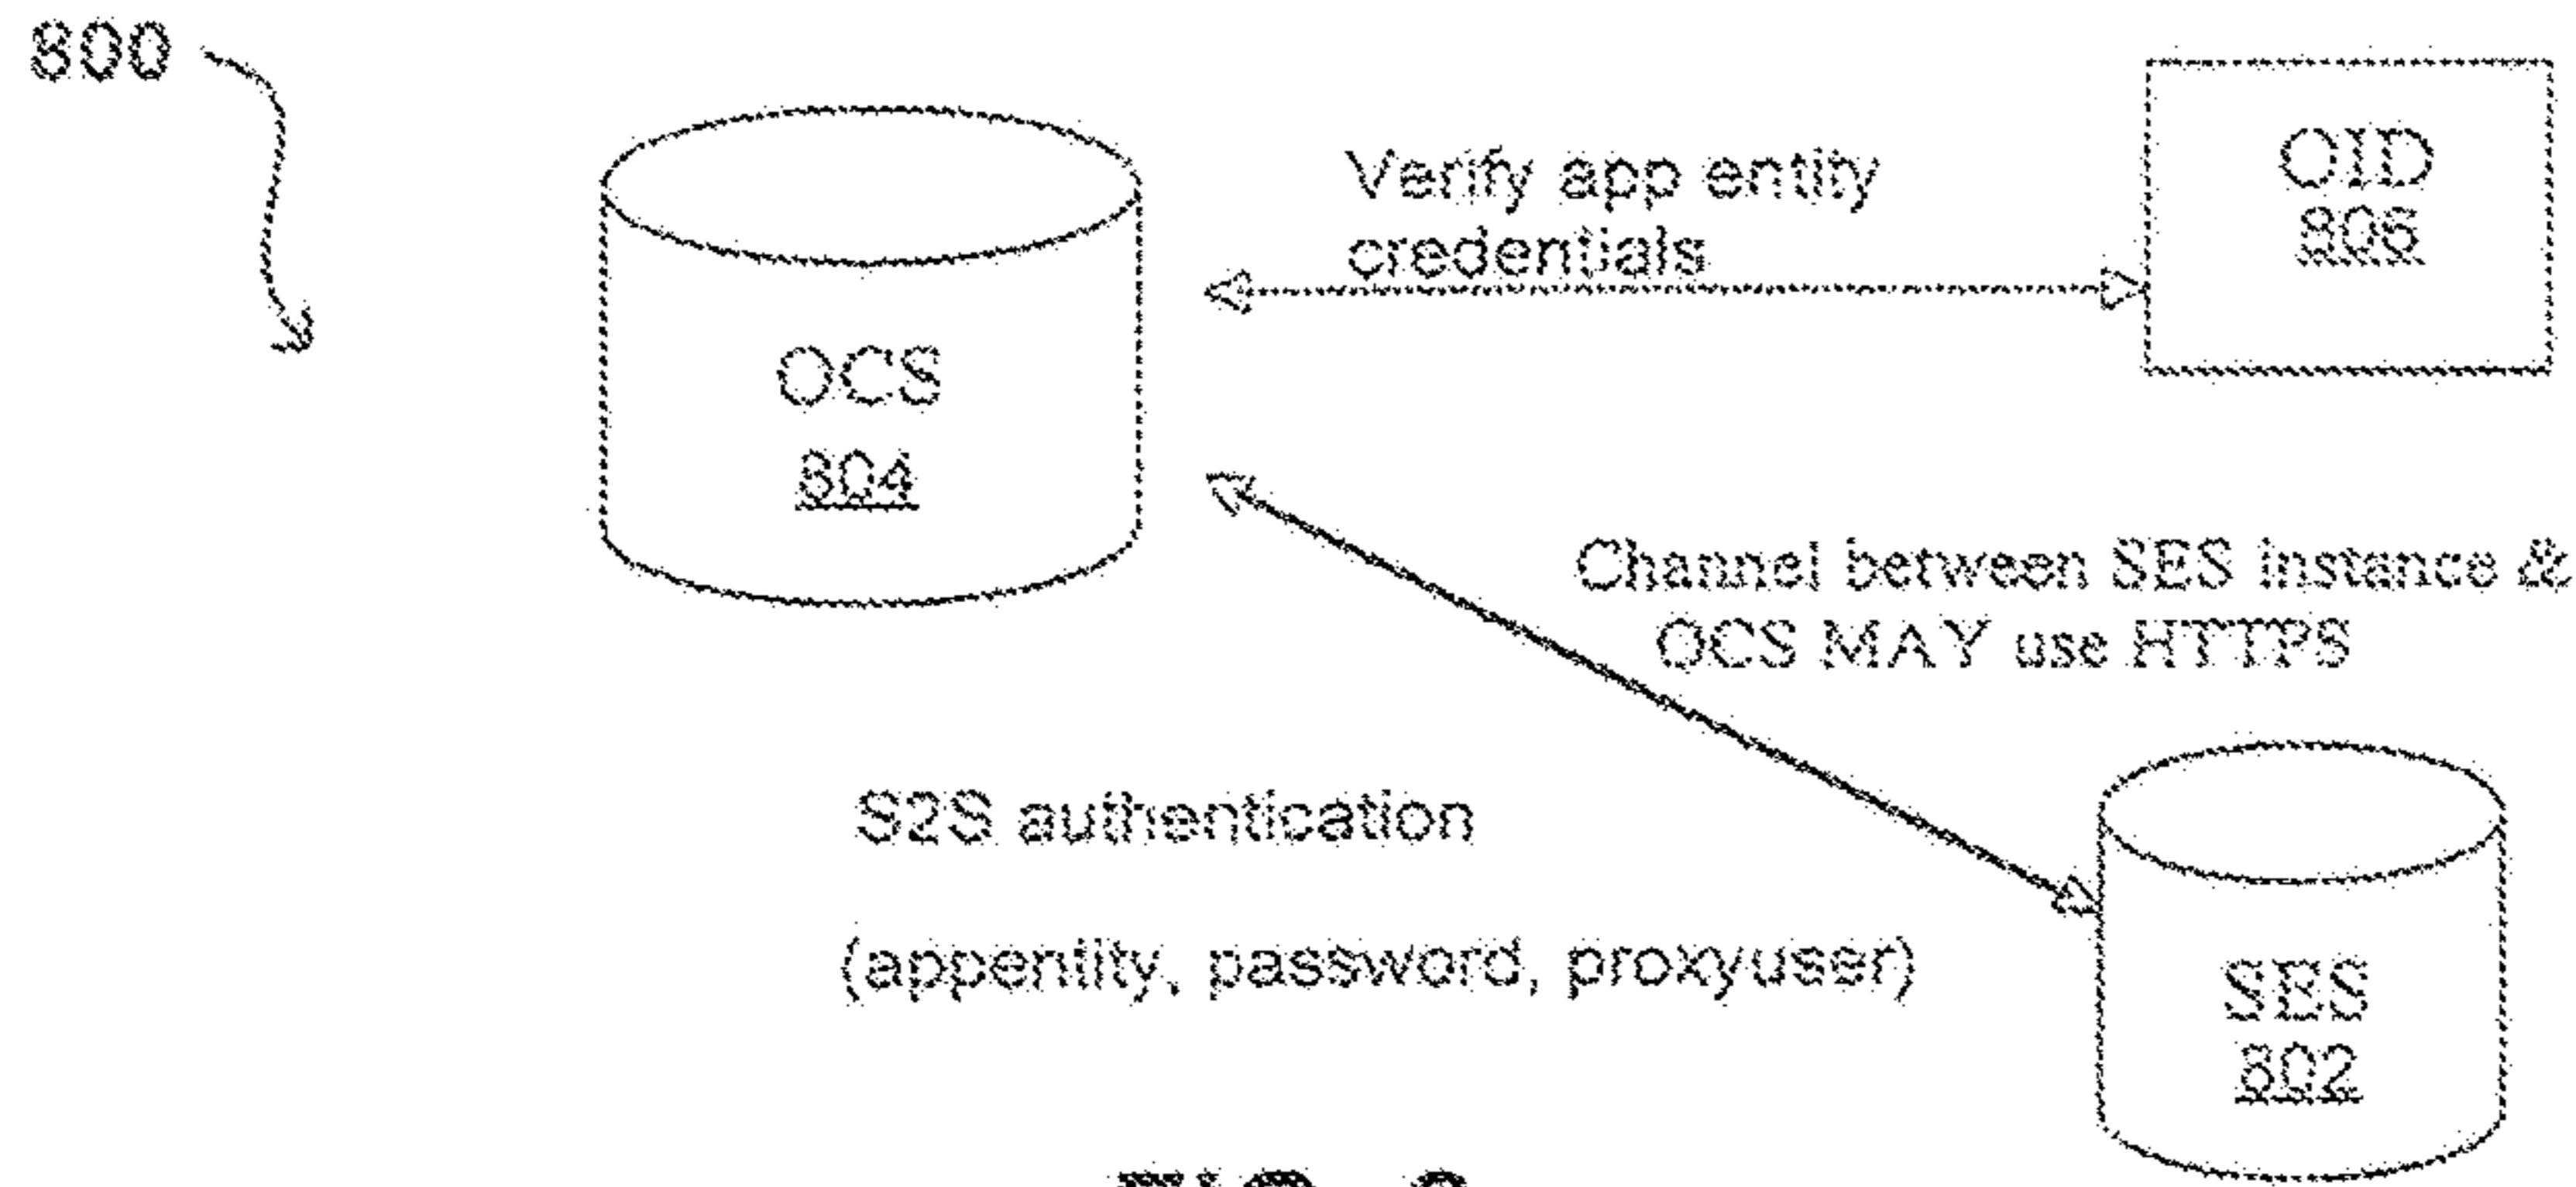 800
OCS
804
Verify app entity
credentials
OID
806
Channel between SES instance &
OCS MAY use HTTPS
S2S authentication
(appentity, password, proxyuser)
SES
802